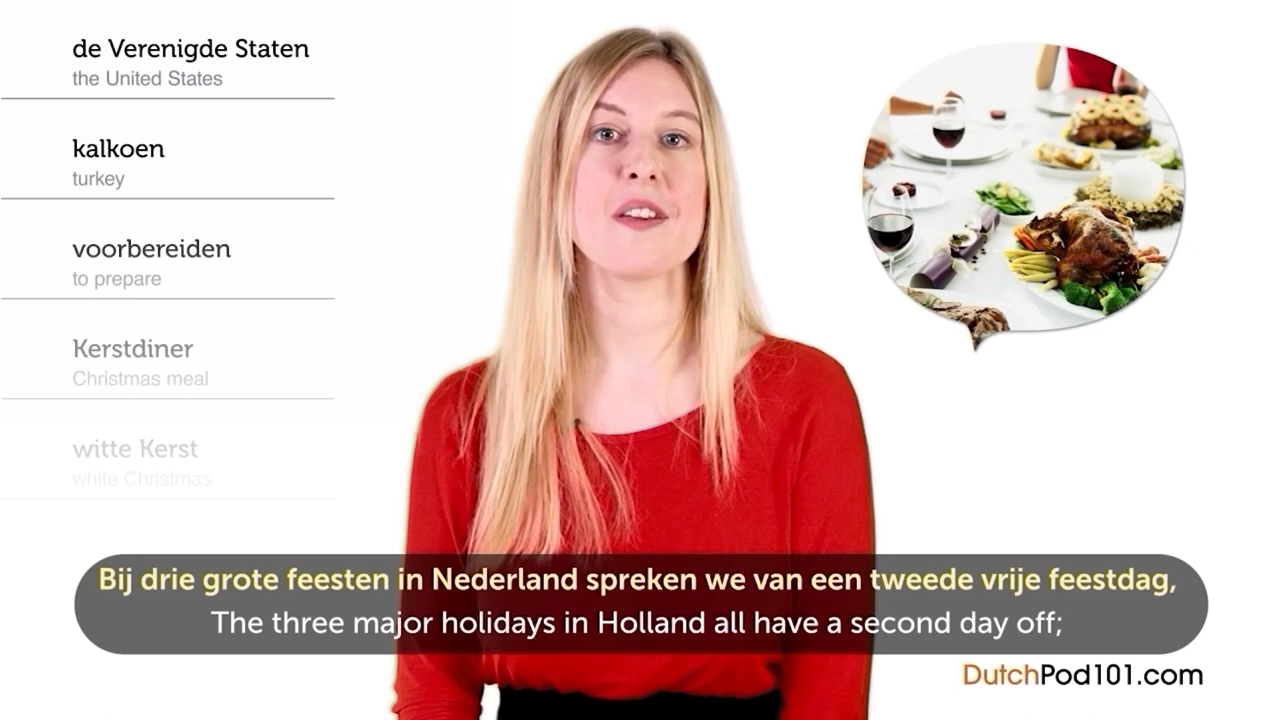 de Verenigde Staten
the United States
kalkoen
turkey
voorbereiden
to prepare
Kerstdiner
Christmas meal
witte Kerst
white Christmas
Bij drie grote feesten in Nederland spreken we van een tweede vrije feestdag,
The three major holidays in Holland all have a second day off;
DutchPod101.com